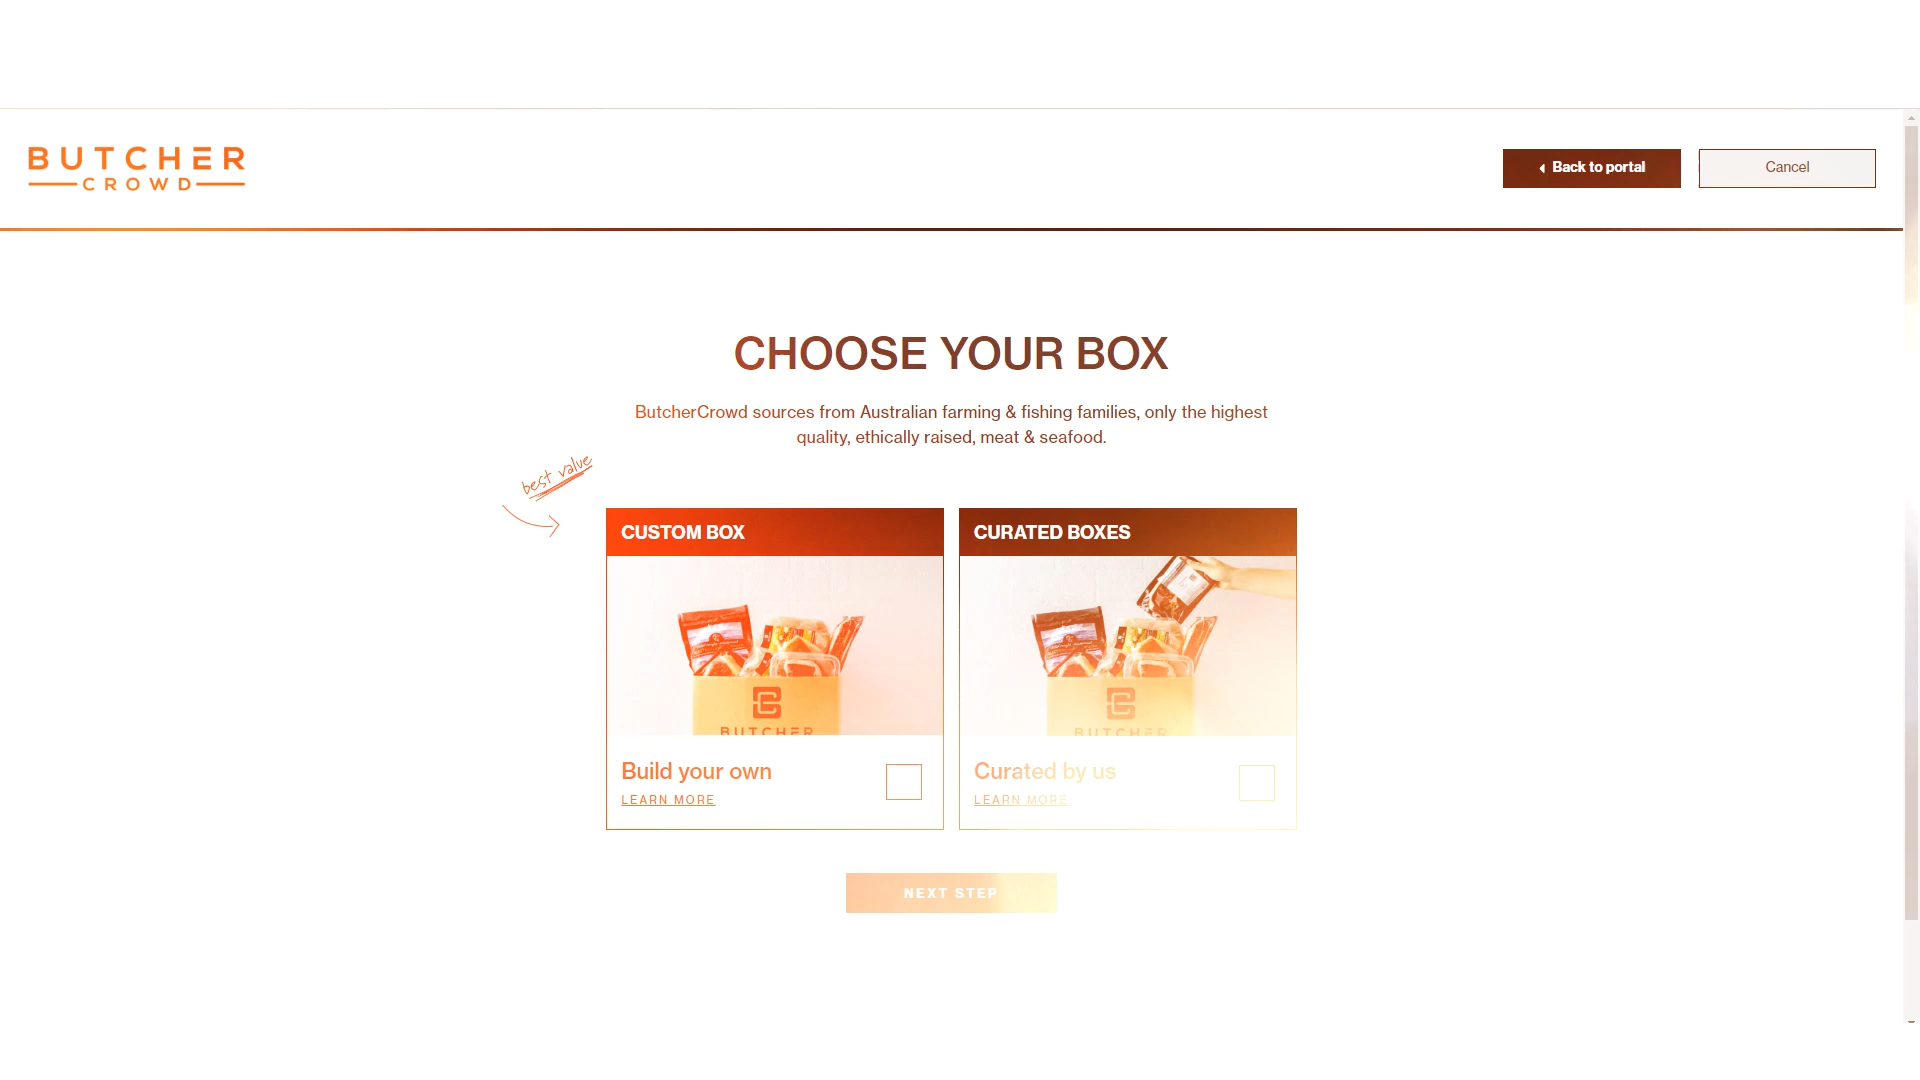 BUTCHER
CROWD
Back to portal
Cancel
CHOOSE YOUR BOX
ButcherCrowd sources from Australian farming & fishing families, only the highest
quality, ethically raised, meat & seafood.
best value
CUSTOM BOX
CURATED BOXES
BUTCHER
BUTCHER
Build your own
LEARN MORE
Curated by us
LEARN MORE
NEXT STEP